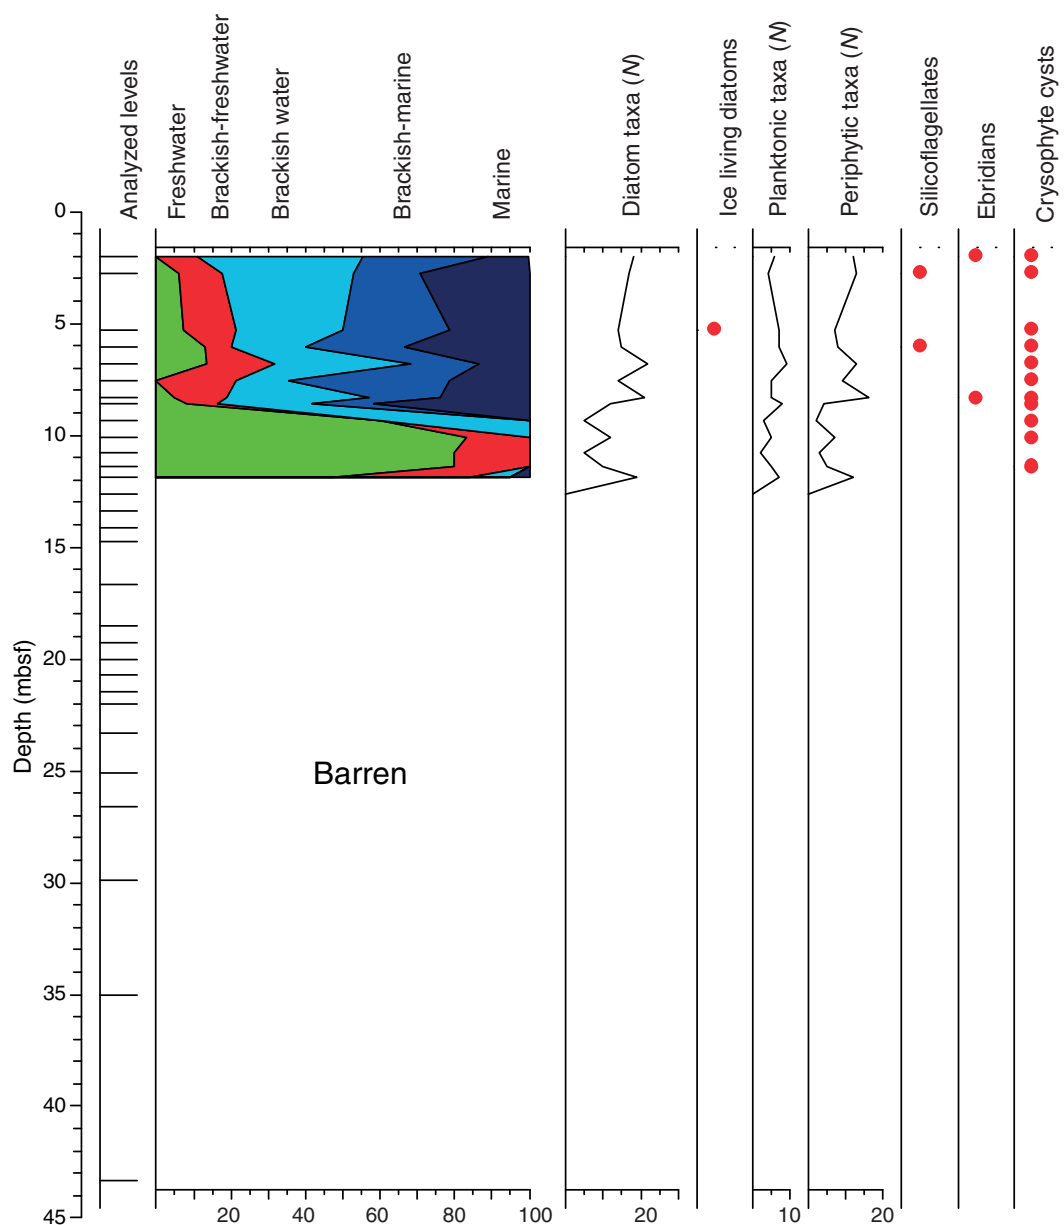 Analyzed levels
Freshwater
Brackish-freshwater
Brackish water
Brackish-marine
Marine
Diatom taxa (N)
Ice living diatoms
Planktonic taxa (N)
Periphytic taxa (N)
Silicoflagellates
Ebridians
Crysophyte cysts
0
5
10
15
20
25
30
35
40
45
Depth (mbsf)
Barren
20 40 60 80 100 20 10 20